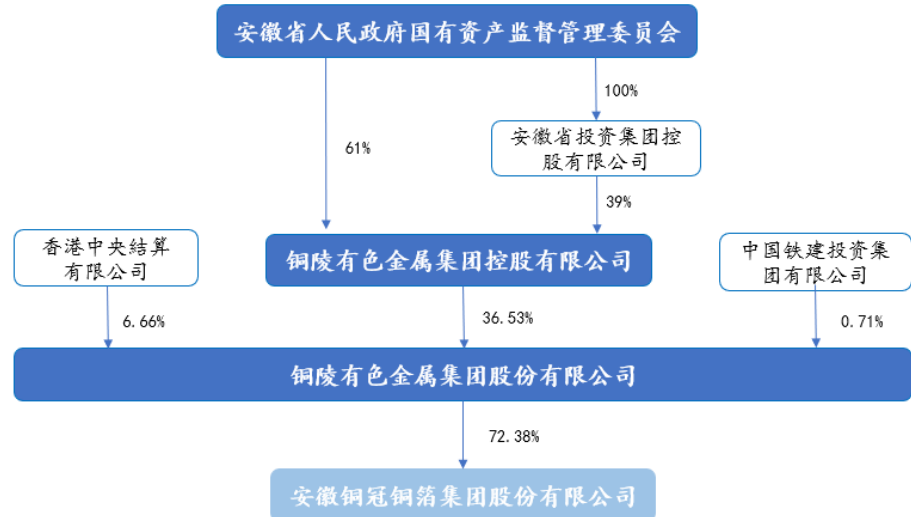 安徽省人民政府国有资产监督管理委员会
100%
61%
安徽省投资集团控
股有限公司
39%
香港中央结算
有限公司
铜陵有色金属集团控股有限公司
中国铁建投资集
团有限公司
6.66%
36.53%
0.71%
铜陵有色金属集团股份有限公司
72.38%
安徽铜冠铜箔集团股份有限公司